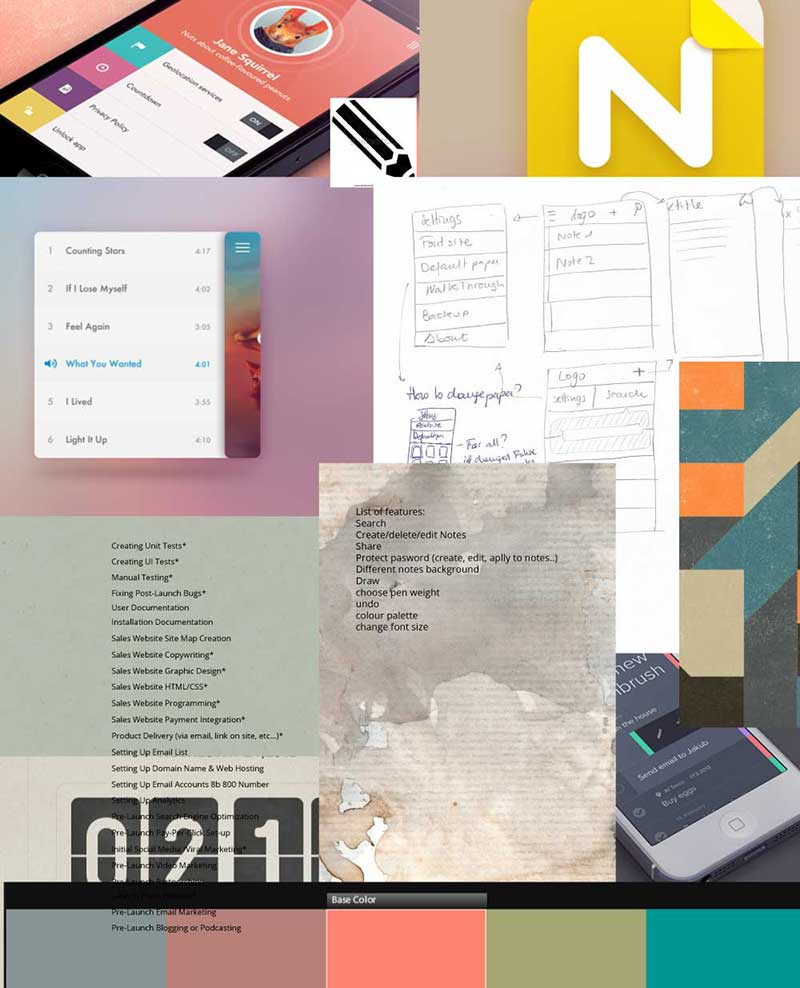 Jane Squirrel
Nuts about coffee-flavoured peanuts
Geolocation services
ON
Countdown
OFF
Privacy Policy
Unlock app
N
1 Counting Stars 4:17
2 If I Lose Myself 4:02
3 Feel Again 3:05
What You Wanted 4:01
5 I Lived 3:55
6 Light It Up 4:10
Settings
Font size
Default paper
Walkthrough
Backup
About
Logo +
Note 1
Note 2
title
x
How to change paper?
For all?
Logo +
Settings Search
List of features:
Search
Create/delete/edit Notes
Share
Protect pasword (create, edit, aplly to notes..)
Different notes background
Draw
choose pen weight
undo
colour palette
change font size
Creating Unit Tests*
Creating UI Tests*
Manual Testing*
Fixing Post-Launch Bugs*
User Documentation
Installation Documentation
Sales Website Site Map Creation
Sales Website Copywriting*
Sales Website Graphic Design*
Sales Website HTML/CSS*
Sales Website Programming*
Sales Website Payment Integration*
Product Delivery (via email, link on site, etc...)*
Setting Up Email List
Setting Up Domain Name & Web Hosting
Setting Up Email Accounts 8b 800 Number
Setting Up Analytics
Pre-Launch Search Engine Optimization
Pre-Launch Pay-Per-Click Set-up
Initial Social Media /Viral Marketing*
Pre-Launch Video Marketing
Pre-Launch Email Marketing
Pre-Launch Blogging or Podcasting
021
new
the house
Send email to Jakub
Buy eggs
Base Color